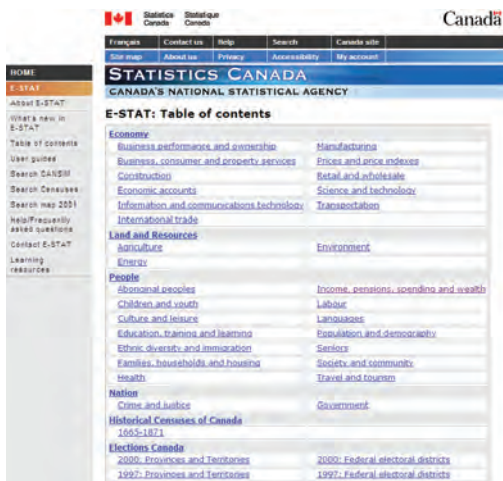 Statistics Statistique
Canada Canada
Canada
Français Contact us Help Search Canada site
Site map About us Privacy Accessibility My account
STATISTICS CANADA
CANADA'S NATIONAL STATISTICAL AGENCY
HOME
E-STAT
About E-STAT
What's new in
E-STAT
Table of contents
User guides
Search CANSIM
Search Censuses
Search map 2001
Help/Frequently
asked questions
Contact E-STAT
Learning
resources
E-STAT: Table of contents
Economy
Business performance and ownership Manufacturing
Business, consumer and property services Prices and price indexes
Construction Retail and wholesale
Economic accounts Science and technology
Information and communications technology Transportation
International trade
Land and Resources
Agriculture Environment
Energy
People
Aboriginal peoples Income, pensions, spending and wealth
Children and youth Labour
Culture and leisure Languages
Education, training and learning Population and demography
Ethnic diversity and immigration Seniors
Families, households and housing Society and community
Health Travel and tourism
Nation
Crime and justice Government
Historical Censuses of Canada
1665-1871
Elections Canada
2000: Provinces and Territories 2000: Federal electoral districts
1997: Provinces and Territories 1997: Federal electoral districts